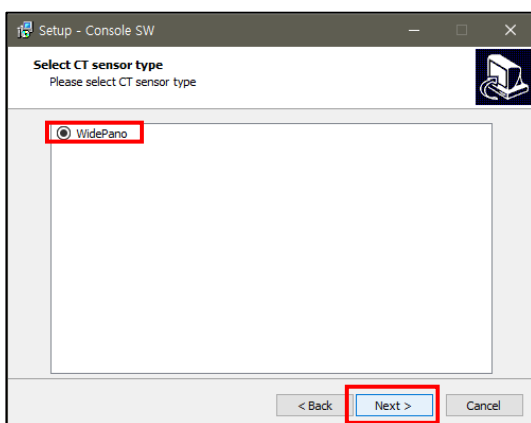 Setup - Console SW
Select CT sensor type
Please select CT sensor type
WidePano
< Back
Next >
Cancel